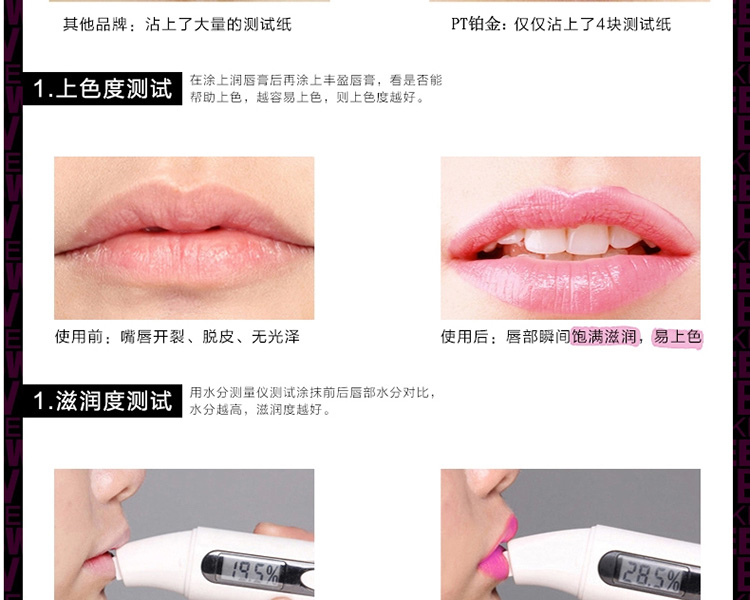 其他品牌：沾上了大量的测试纸
PT铂金：仅仅沾上了4块测试纸
1.上色度测试
在涂上润唇膏后再涂上丰盈唇膏，看是否能
帮助上色，越容易上色，则上色度越好。
使用前：嘴唇开裂、脱皮、无光泽
使用后：唇部瞬间饱满滋润，易上色
1.滋润度测试
用水分测量仪测试涂抹前后唇部水分对比，
水分越高，滋润度越好。
19.5%
28.5%